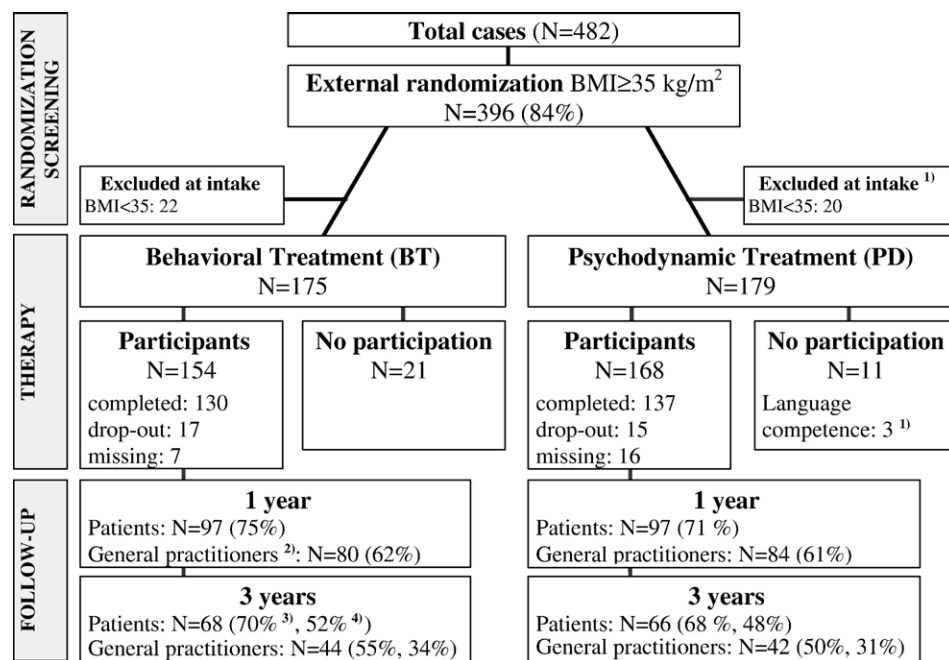 RANDOMIZATION
SCREENING
Total cases (N=482)
External randomization BMI≥35 kg/m²
N=396 (84%)
Excluded at intake
BMI<35: 22
Excluded at intake ¹⁾
BMI<35: 20
THERAPY
Behavioral Treatment (BT)
N=175
Psychodynamic Treatment (PD)
N=179
Participants
N=154
completed: 130
drop-out: 17
missing: 7
No participation
N=21
Participants
N=168
completed: 137
drop-out: 15
missing: 16
No participation
N=11
Language
competence: 3 ¹⁾
FOLLOW-UP
1 year
Patients: N=97 (75%)
General practitioners ²⁾: N=80 (62%)
1 year
Patients: N=97 (71 %)
General practitioners: N=84 (61%)
3 years
Patients: N=68 (70% ³⁾, 52% ⁴⁾)
General practitioners: N=44 (55%, 34%)
3 years
Patients: N=66 (68 %, 48%)
General practitioners: N=42 (50%, 31%)